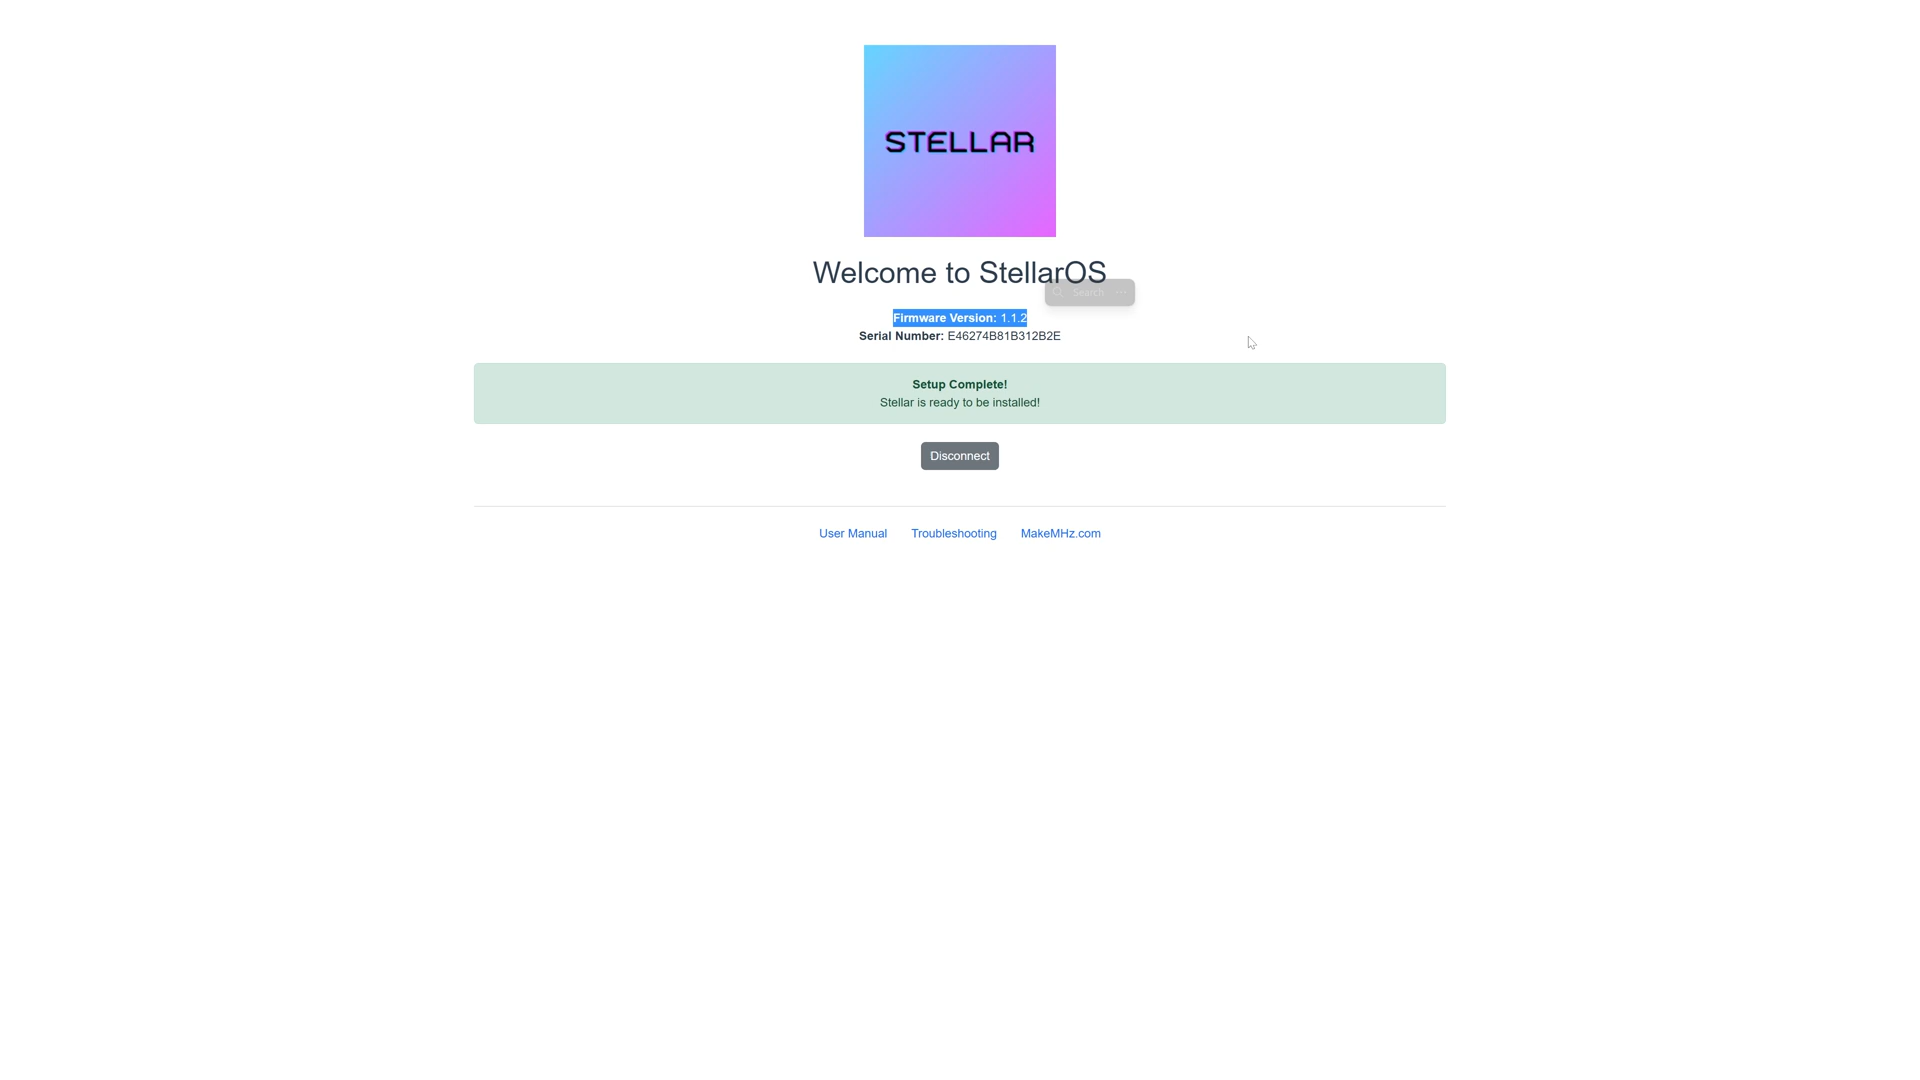 STELLAR
Welcome to StellarOS
Search
Firmware Version: 1.1.2
Serial Number: E46274B81B312B2E
Setup Complete!
Stellar is ready to be installed!
Disconnect
User Manual Troubleshooting MakeMHz.com